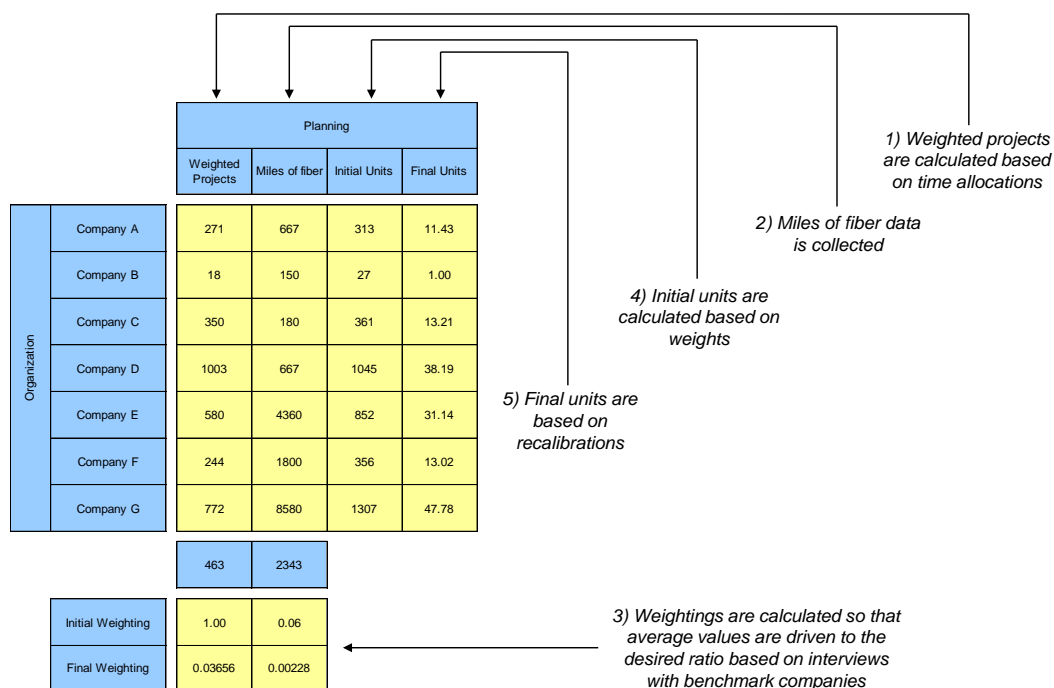 Planning
Weighted
Projects
Miles of fiber
Initial Units
Final Units
Organization
Company A
271
667
313
11.43
Company B
18
150
27
1.00
Company C
350
180
361
13.21
Company D
1003
667
1045
38.19
Company E
580
4360
852
31.14
Company F
244
1800
356
13.02
Company G
772
8580
1307
47.78
463
2343
Initial Weighting
1.00
0.06
Final Weighting
0.03656
0.00228
1) Weighted projects
are calculated based
on time allocations
2) Miles of fiber data
is collected
4) Initial units are
calculated based on
weights
5) Final units are
based on
recalibrations
3) Weightings are calculated so that
average values are driven to the
desired ratio based on interviews
with benchmark companies